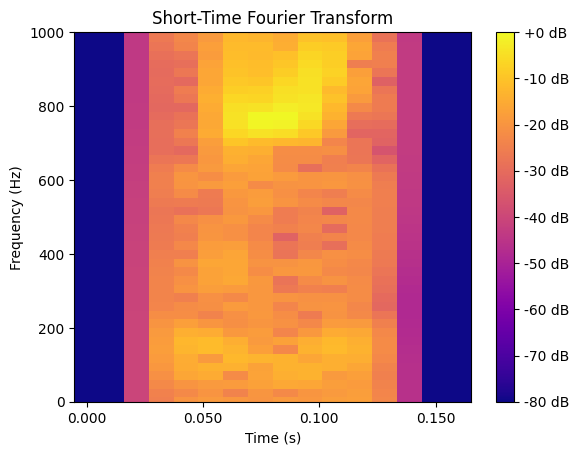 Short-Time Fourier Transform
1000
800
600
400
200
0
Frequency (Hz)
0.000
0.050
0.100
0.150
Time (s)
+0 dB
-10 dB
-20 dB
-30 dB
-40 dB
-50 dB
-60 dB
-70 dB
-80 dB